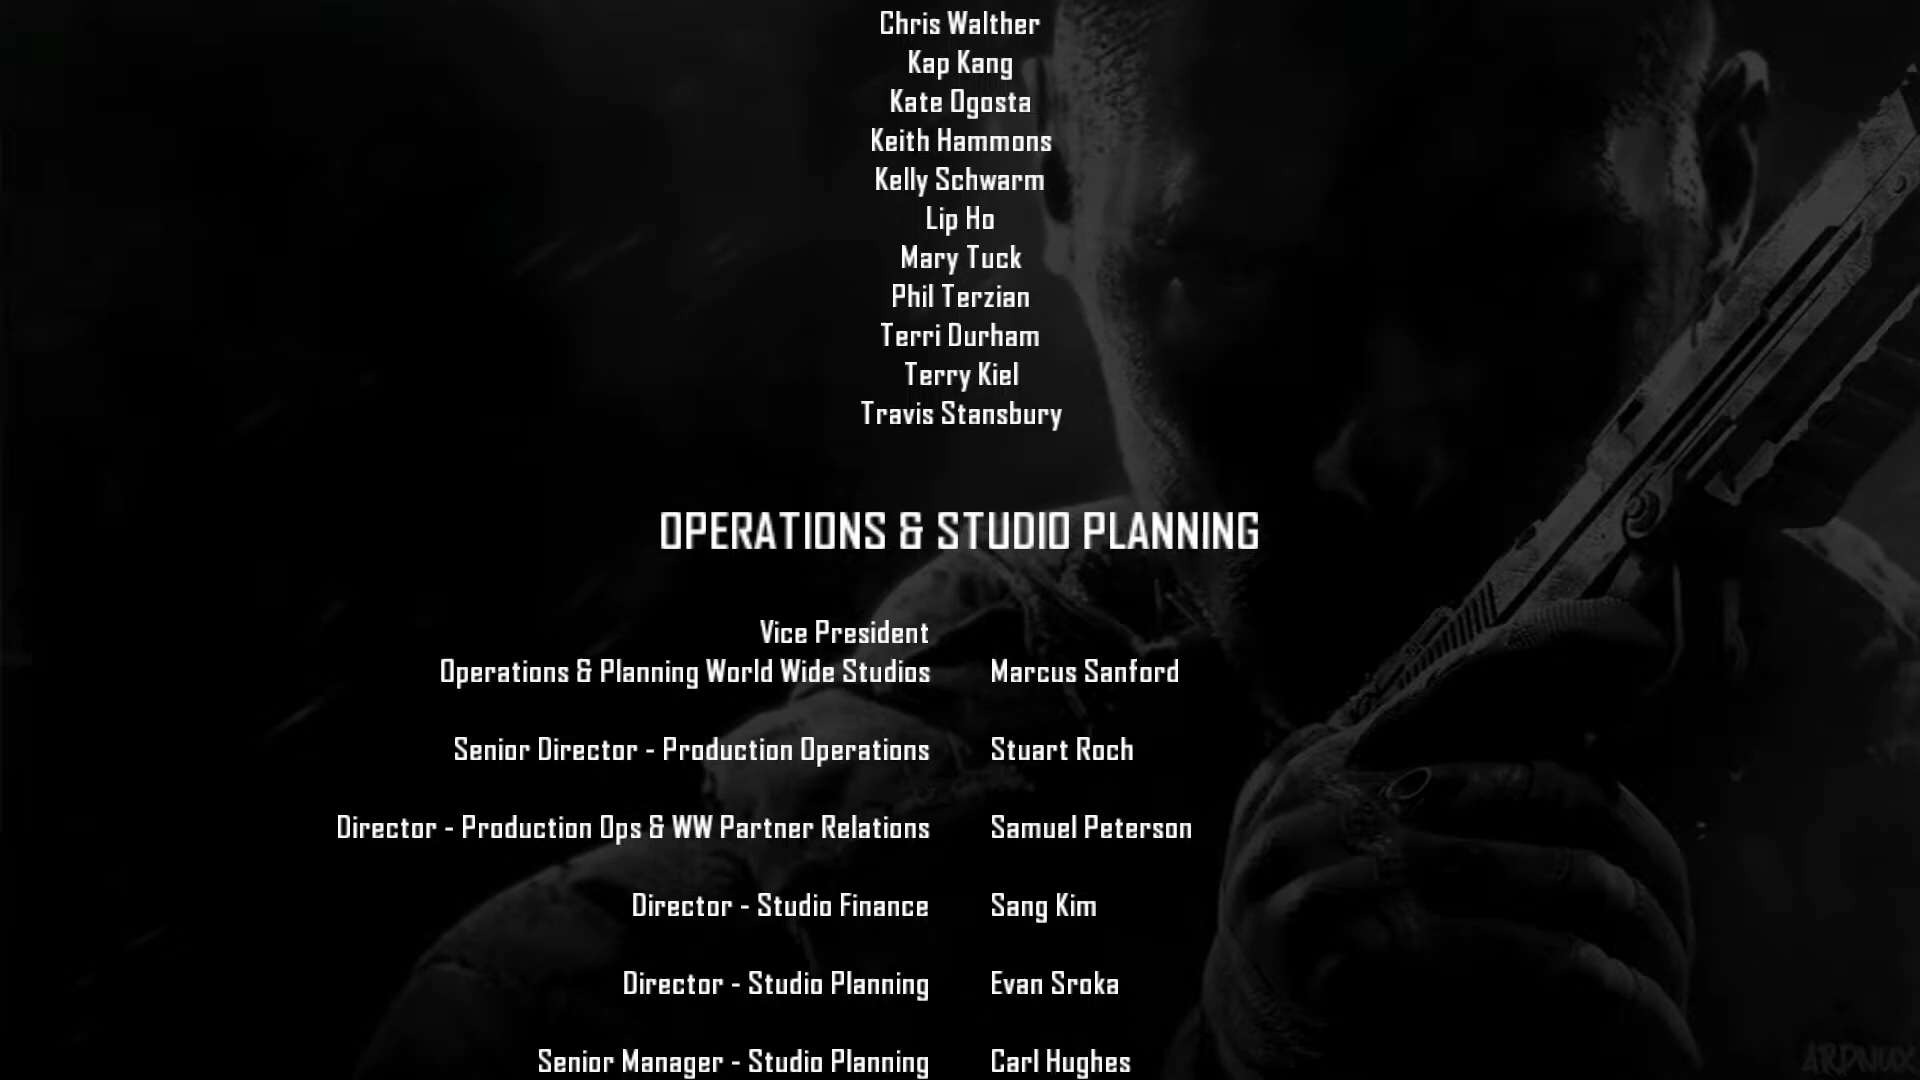 Chris Walther
Kap Kang
Kate Ogosta
Keith Hammons
Kelly Schwarm
Lip Ho
Mary Tuck
Phil Terzian
Terri Durham
Terry Kiel
Travis Stansbury
OPERATIONS & STUDIO PLANNING
Vice President
Operations & Planning World Wide Studios Marcus Sanford
Senior Director - Production Operations Stuart Roch
Director - Production Ops & WW Partner Relations Samuel Peterson
Director - Studio Finance Sang Kim
Director - Studio Planning Evan Sroka
Senior Manager - Studio Planning Carl Hughes
ARDNUX